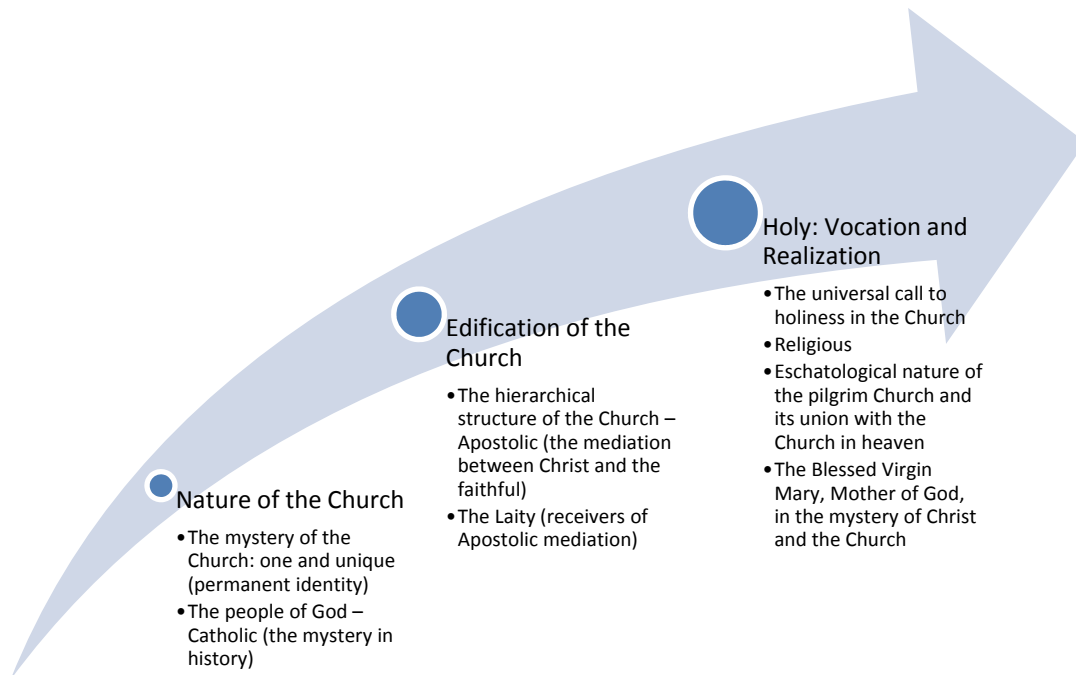 Nature of the Church
•The mystery of the
Church: one and unique
(permanent identity)
•The people of God –
Catholic (the mystery in
history)
Edification of the
Church
•The hierarchical
structure of the Church –
Apostolic (the mediation
between Christ and the
faithful)
•The Laity (receivers of
Apostolic mediation)
Holy: Vocation and
Realization
•The universal call to
holiness in the Church
•Religious
•Eschatological nature of
the pilgrim Church and
its union with the
Church in heaven
•The Blessed Virgin
Mary, Mother of God,
in the mystery of Christ
and the Church